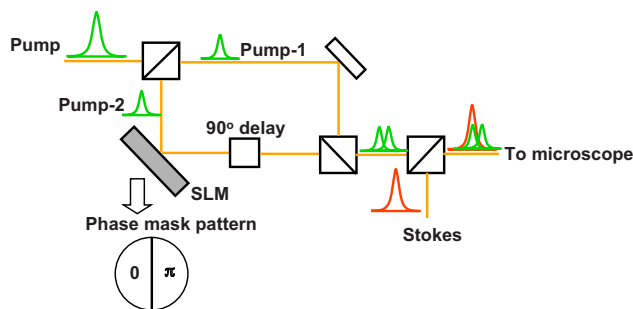 Pump
Pump-1
Pump-2
90° delay
SLM
To microscope
Phase mask pattern
Stokes
0 π